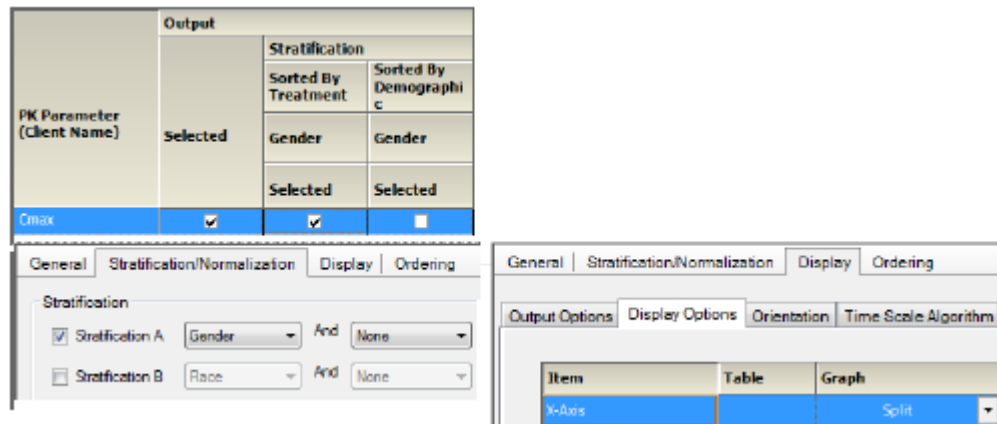 Output
Stratification
Sorted By Treatment
Sorted By Demographi
c
PK Parameter
(Client Name)
Selected
Gender
Gender
Selected
Selected
Cmax
General
Stratification/Normalization
Display
Ordering
Stratification
Stratification A
Gender
And
None
Stratification B
Race
And
None
General
Stratification/Normalization
Display
Ordering
Output Options
Display Options
Orientation
Time Scale Algorithm
Item
Table
Graph
X-Axis
Split